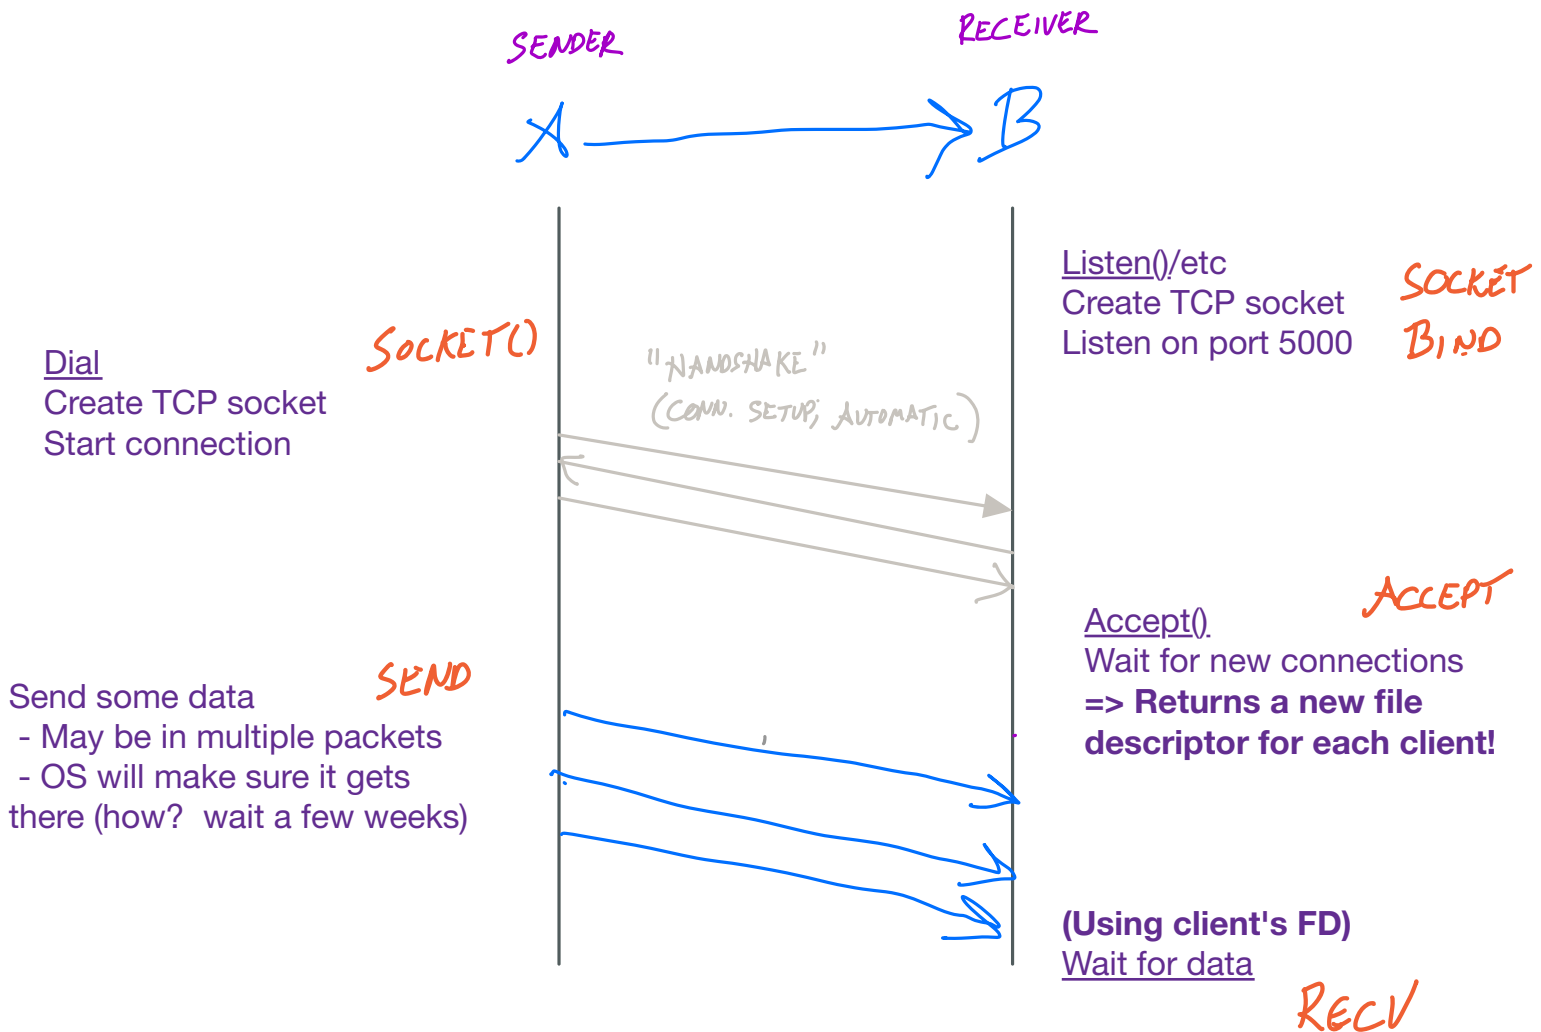 SENDER
RECEIVER
A
B
Listen()/etc
Create TCP socket
Listen on port 5000
SOCKET
BIND
Dial
Create TCP socket
Start connection
SOCKET()
"HANDSHAKE"
(CONN. SETUP; AUTOMATIC)
ACCEPT
Accept()
Wait for new connections
=> Returns a new file
descriptor for each client!
SEND
Send some data
- May be in multiple packets
- OS will make sure it gets
there (how?  wait a few weeks)
(Using client's FD)
Wait for data
RECV